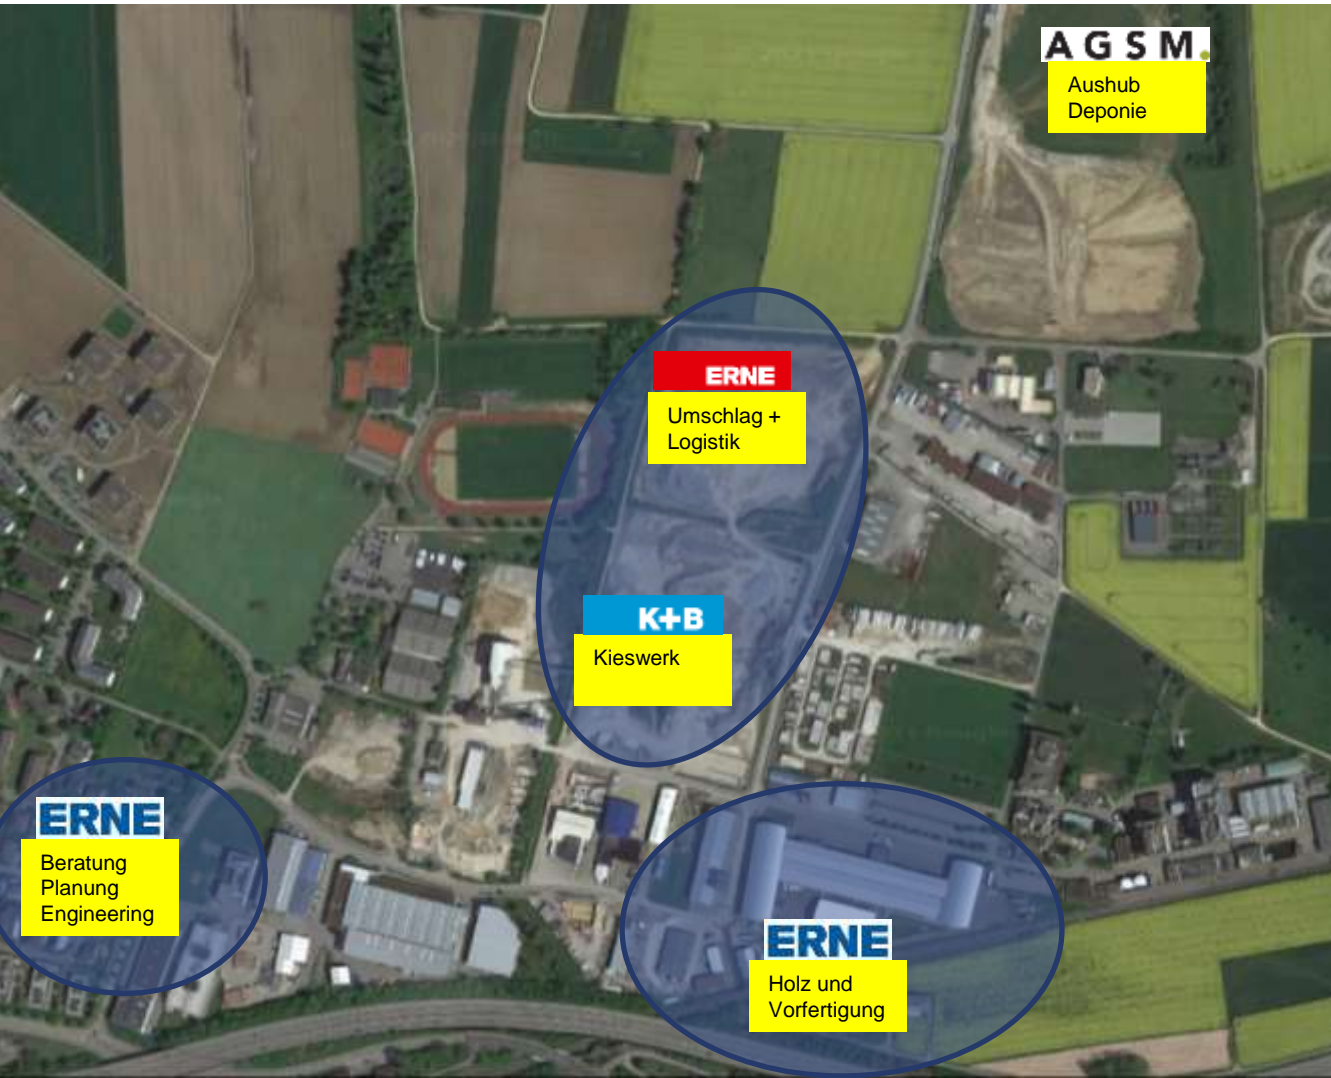 AGSM.
Aushub
Deponie
ERNE
Umschlag +
Logistik
K+B
Kieswerk
ERNE
Beratung
Planung
Engineering
ERNE
Holz und
Vorfertigung